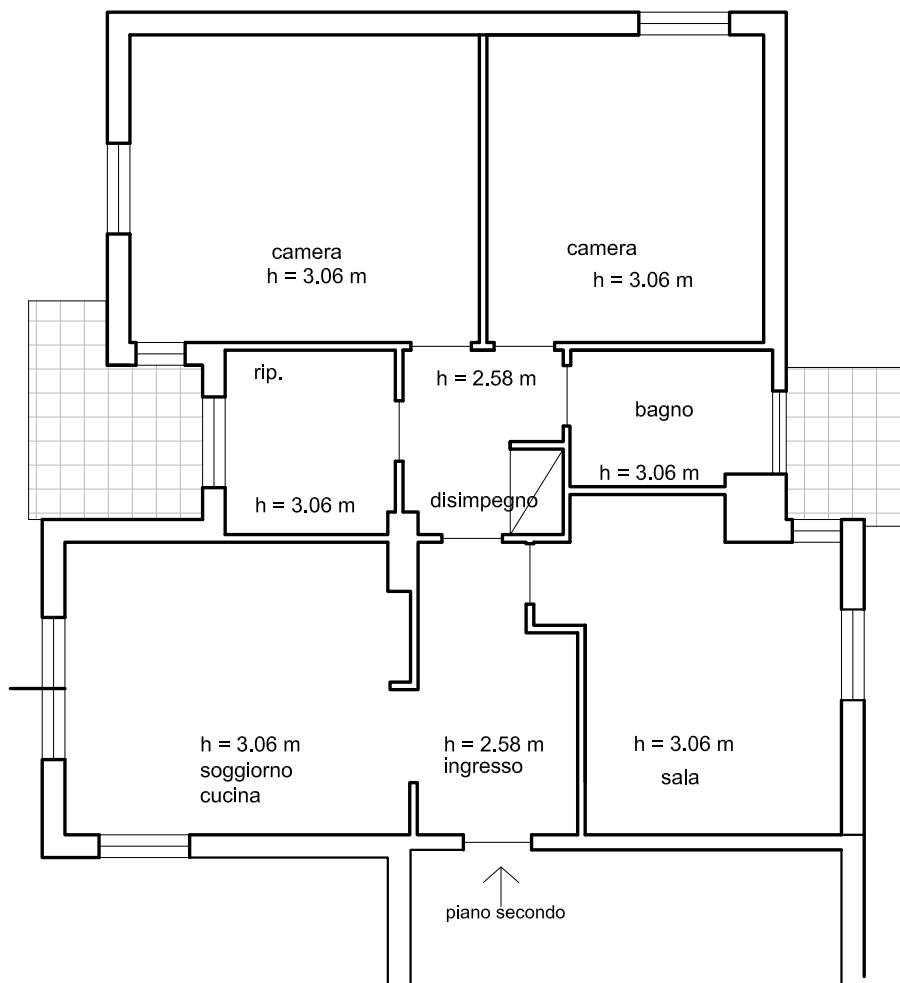 camera
h = 3.06 m
camera
h = 3.06 m
rip.
h = 2.58 m
bagno
h = 3.06 m
h = 3.06 m
disimpegno
h = 3.06 m
soggiorno
cucina
h = 2.58 m
ingresso
h = 3.06 m
sala
piano secondo